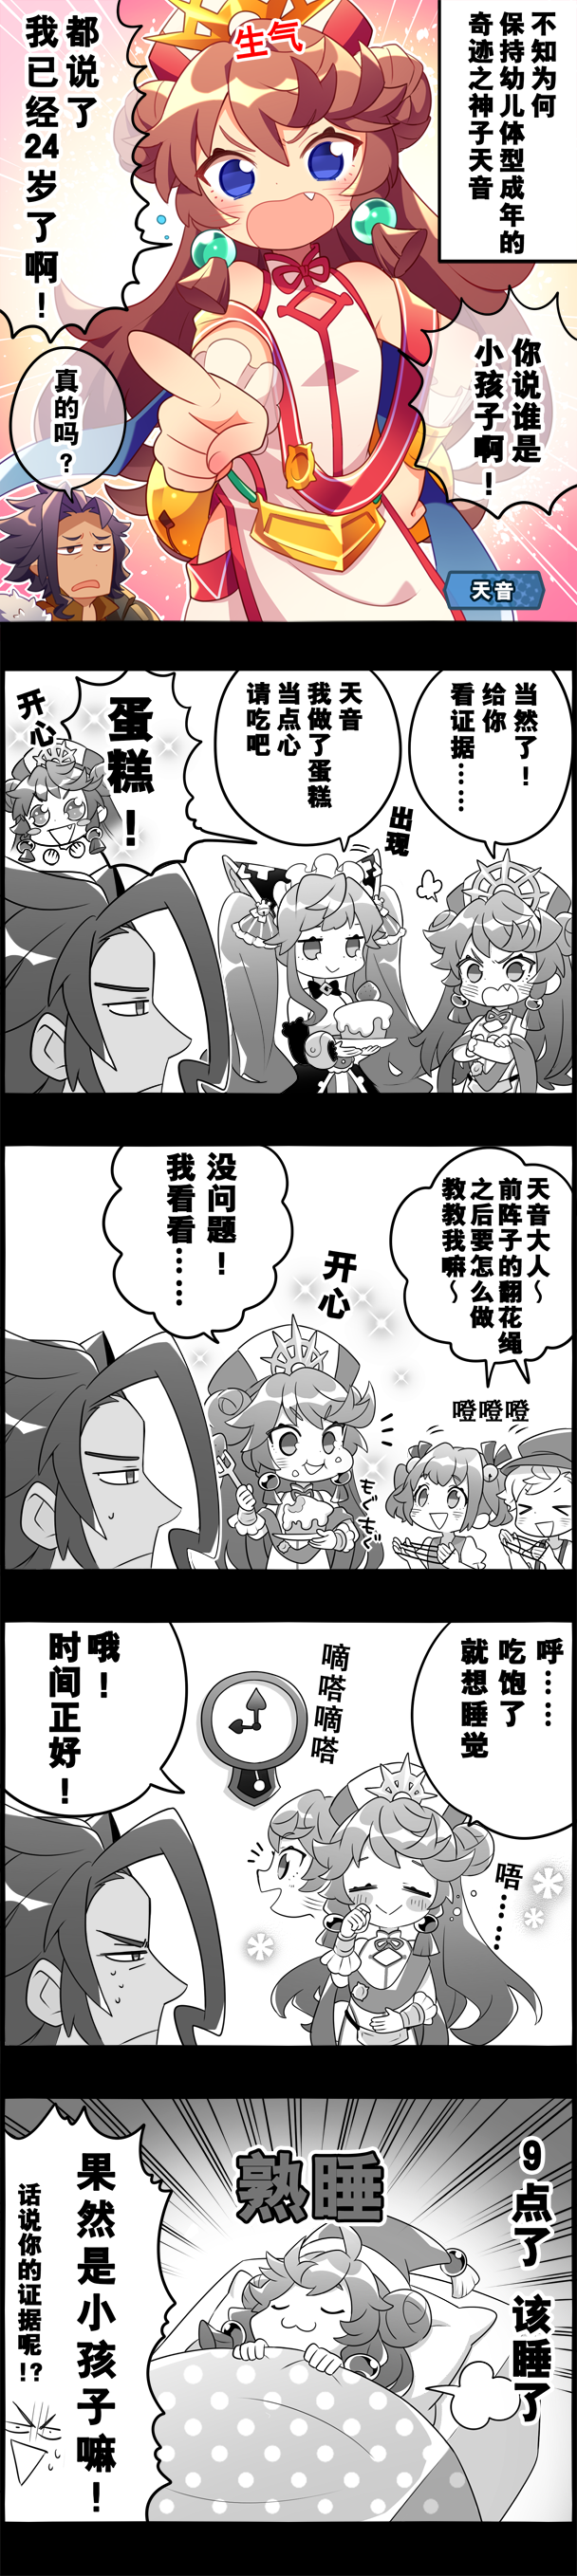 不知为何
保持幼儿体型成年的
奇迹之神子天音
生气
都说了
我已经24岁了啊！
你说谁是
小孩子啊！
真的吗？
天音
当然了！
给你
看证据……
出现
天音
我做了蛋糕
当点心
请吃吧
蛋糕！
开心
天音大人～
前阵子的翻花绳
之后要怎么做
教教我嘛～
噔噔噔
开心
もぐもぐ
没问题！
我看看……
呼……
吃饱了
就想睡觉
唔……
嘀嗒嘀嗒
哦！
时间正好！
9点了 该睡了
熟睡
果然是小孩子嘛！
话说你的证据呢!?